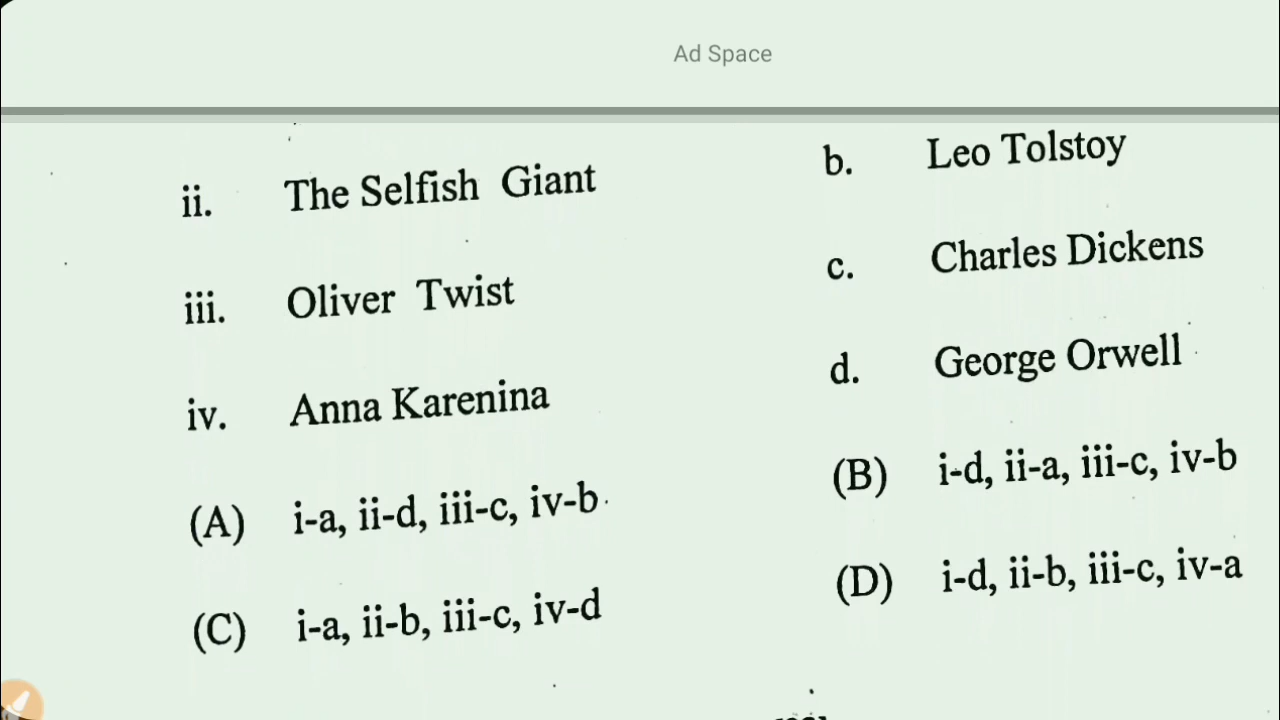 Ad Space
ii. The Selfish Giant b. Leo Tolstoy
iii. Oliver Twist c. Charles Dickens
iv. Anna Karenina d. George Orwell
(A) i-a, ii-d, iii-c, iv-b (B) i-d, ii-a, iii-c, iv-b
(C) i-a, ii-b, iii-c, iv-d (D) i-d, ii-b, iii-c, iv-a